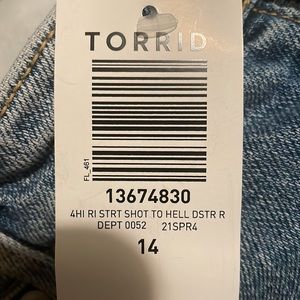 TORRID
FL_461
13674830
4HI RI STRT SHOT TO HELL DSTR R
DEPT 0052 21SPR4
14